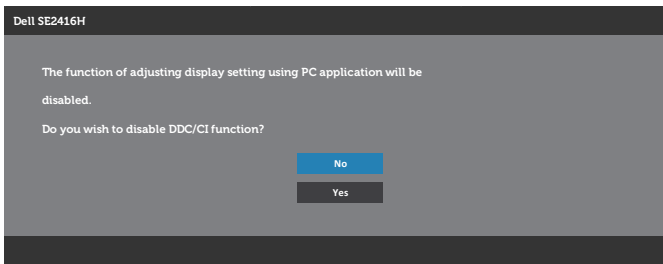 Dell SE2416H
The function of adjusting display setting using PC application will be
disabled.
Do you wish to disable DDC/CI function?
No
Yes